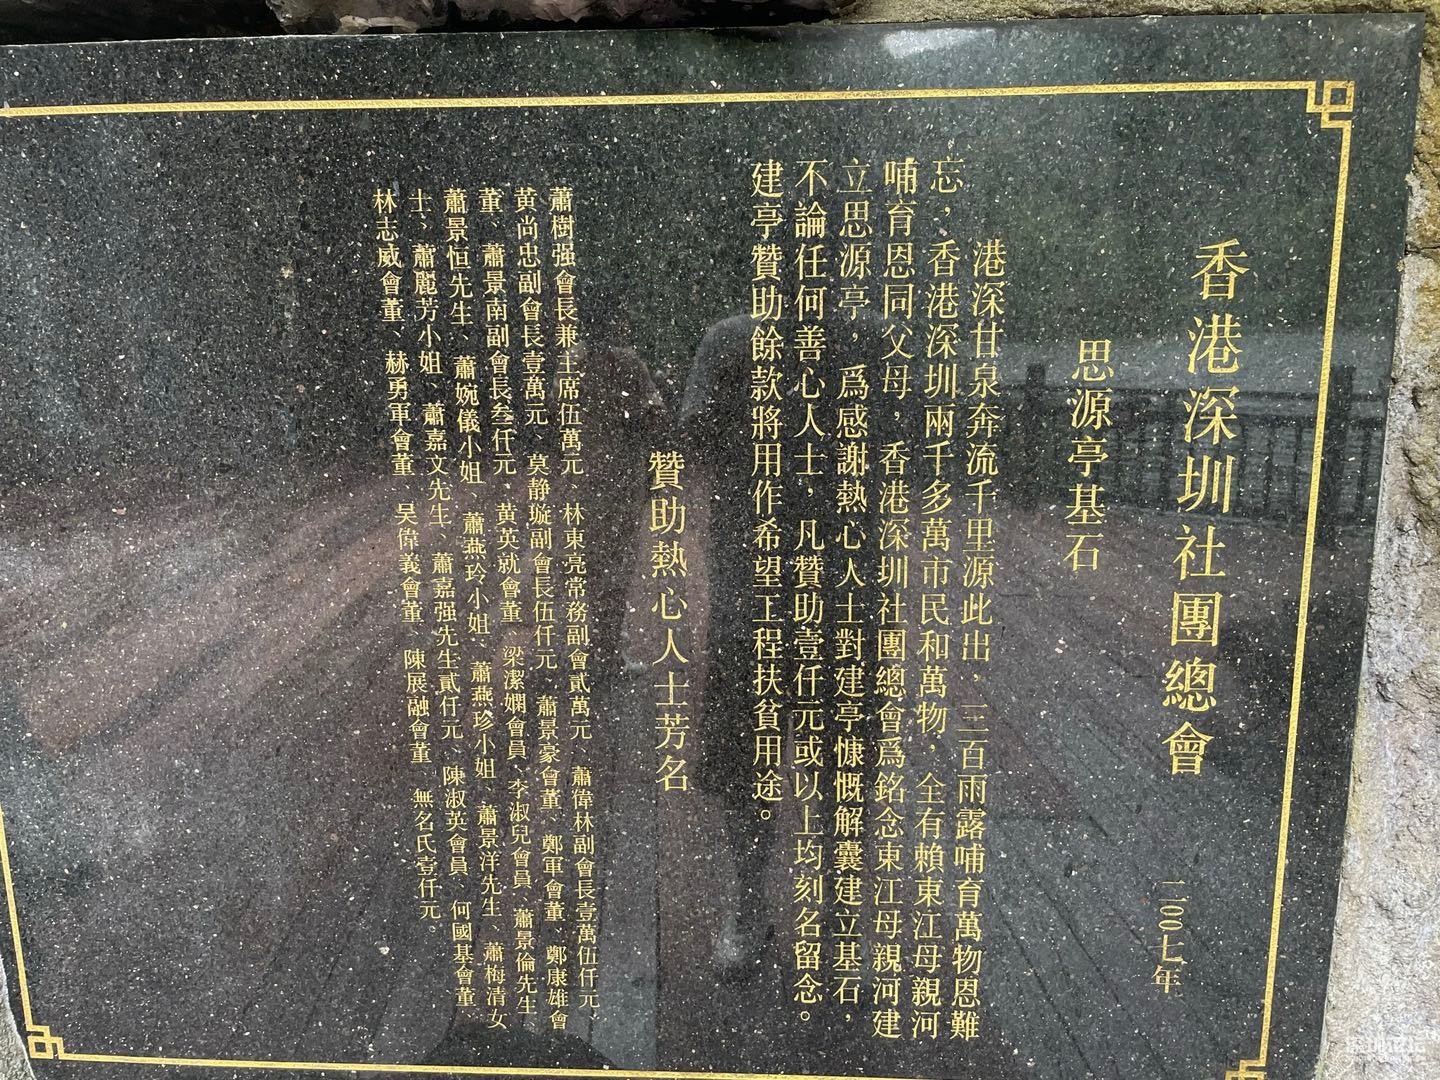 香港深圳社團總會
二〇〇七年
思源亭基石
港深甘泉奔流千里源此出，三百雨露哺育萬物恩難
忘，香港深圳兩千多萬市民和萬物，全有賴東江母親河
哺育恩同父母，香港深圳社團總會爲銘念東江母親河建
立思源亭，爲感謝熱心人士對建亭慷慨解囊建立基石，
不論任何善心人士，凡贊助壹仟元或以上均刻名留念。
建亭贊助餘款將用作希望工程扶貧用途。
贊助熱心人士芳名
蕭樹强會長兼主席伍萬元、林東亮常務副會貳萬元、蕭偉林副會長壹萬伍仟元、
黄尚忠副會長壹萬元、莫静璇副會長伍仟元、蕭景豪會董、鄭軍會董、鄭康雄會
董、蕭景南副會長叁仟元，黄英就會董、梁潔嫻會員、李淑兒會員、蕭景倫先生
蕭景恒先生、蕭婉儀小姐、蕭燕玲小姐、蕭燕珍小姐、蕭景洋先生、蕭梅清女
士、蕭麗芳小姐、蕭嘉文先生、蕭嘉强先生貳仟元、陳淑英會員、何國基會董、
林志威會董、赫勇軍會董、吴偉義會董、陳展融會董、無名氏壹仟元。